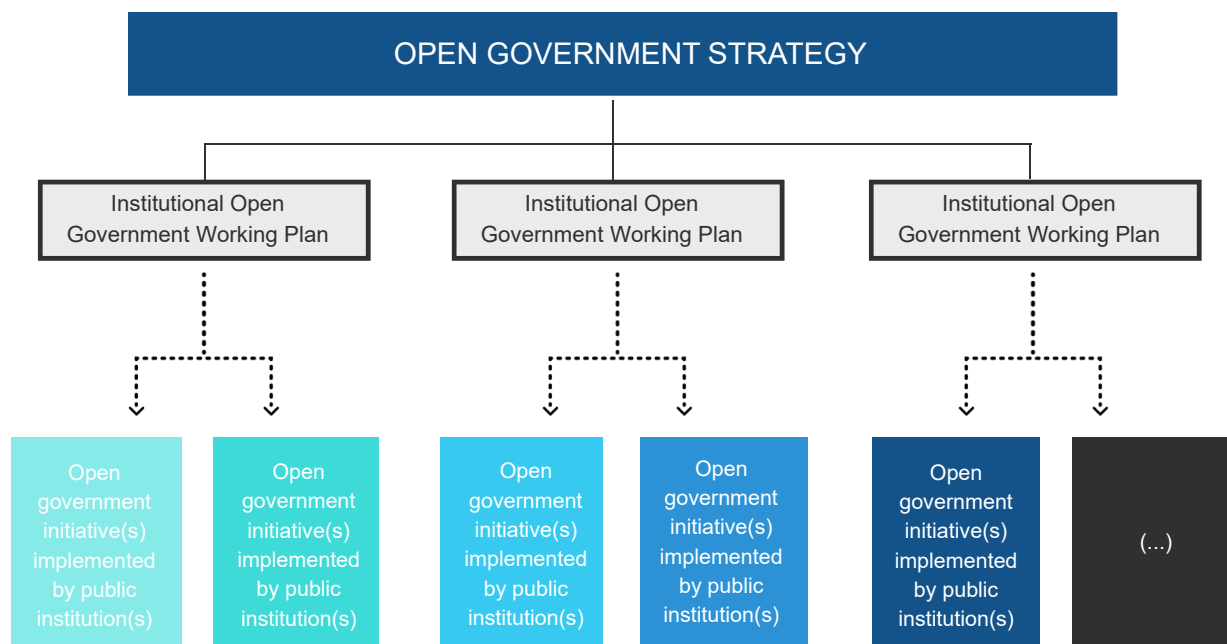 OPEN GOVERNMENT STRATEGY
Institutional Open
Government Working Plan
Institutional Open
Government Working Plan
Institutional Open
Government Working Plan
Open
government
initiative(s)
implemented
by public
institution(s)
Open
government
initiative(s)
implemented
by public
institution(s)
Open
government
initiative(s)
implemented
by public
institution(s)
Open
government
initiative(s)
implemented
by public
institution(s)
Open
government
initiative(s)
implemented
by public
institution(s)
(...)